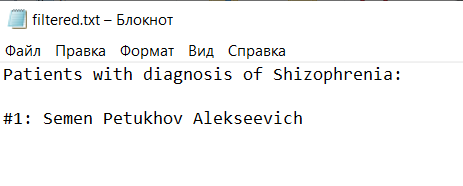 filtered.txt – Блокнот
Файл Правка Формат Вид Справка
Patients with diagnosis of Shizophrenia:
#1: Semen Petukhov Alekseevich